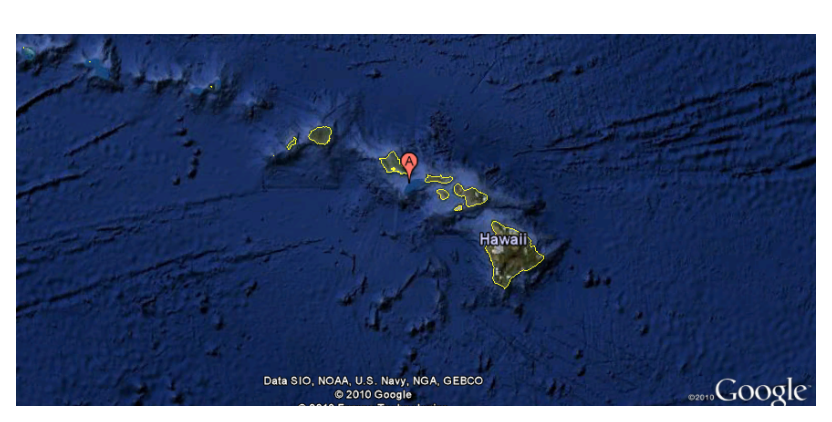 A
Hawaii
Data SIO, NOAA, U.S. Navy, NGA, GEBCO
© 2010 Google
©2010 Google